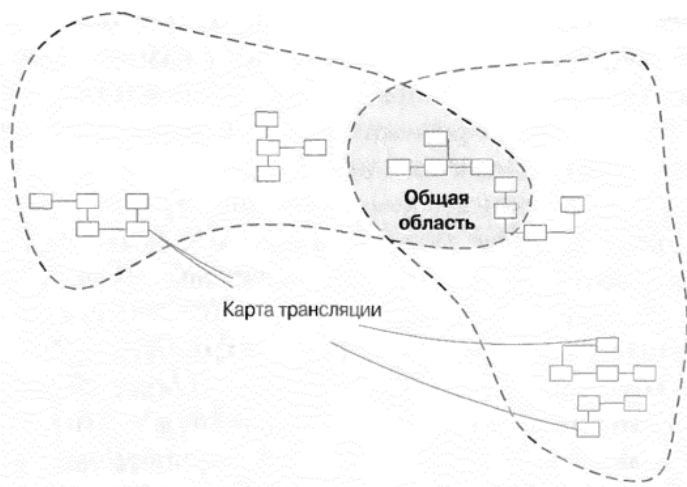 Общая
область
Карта трансляции